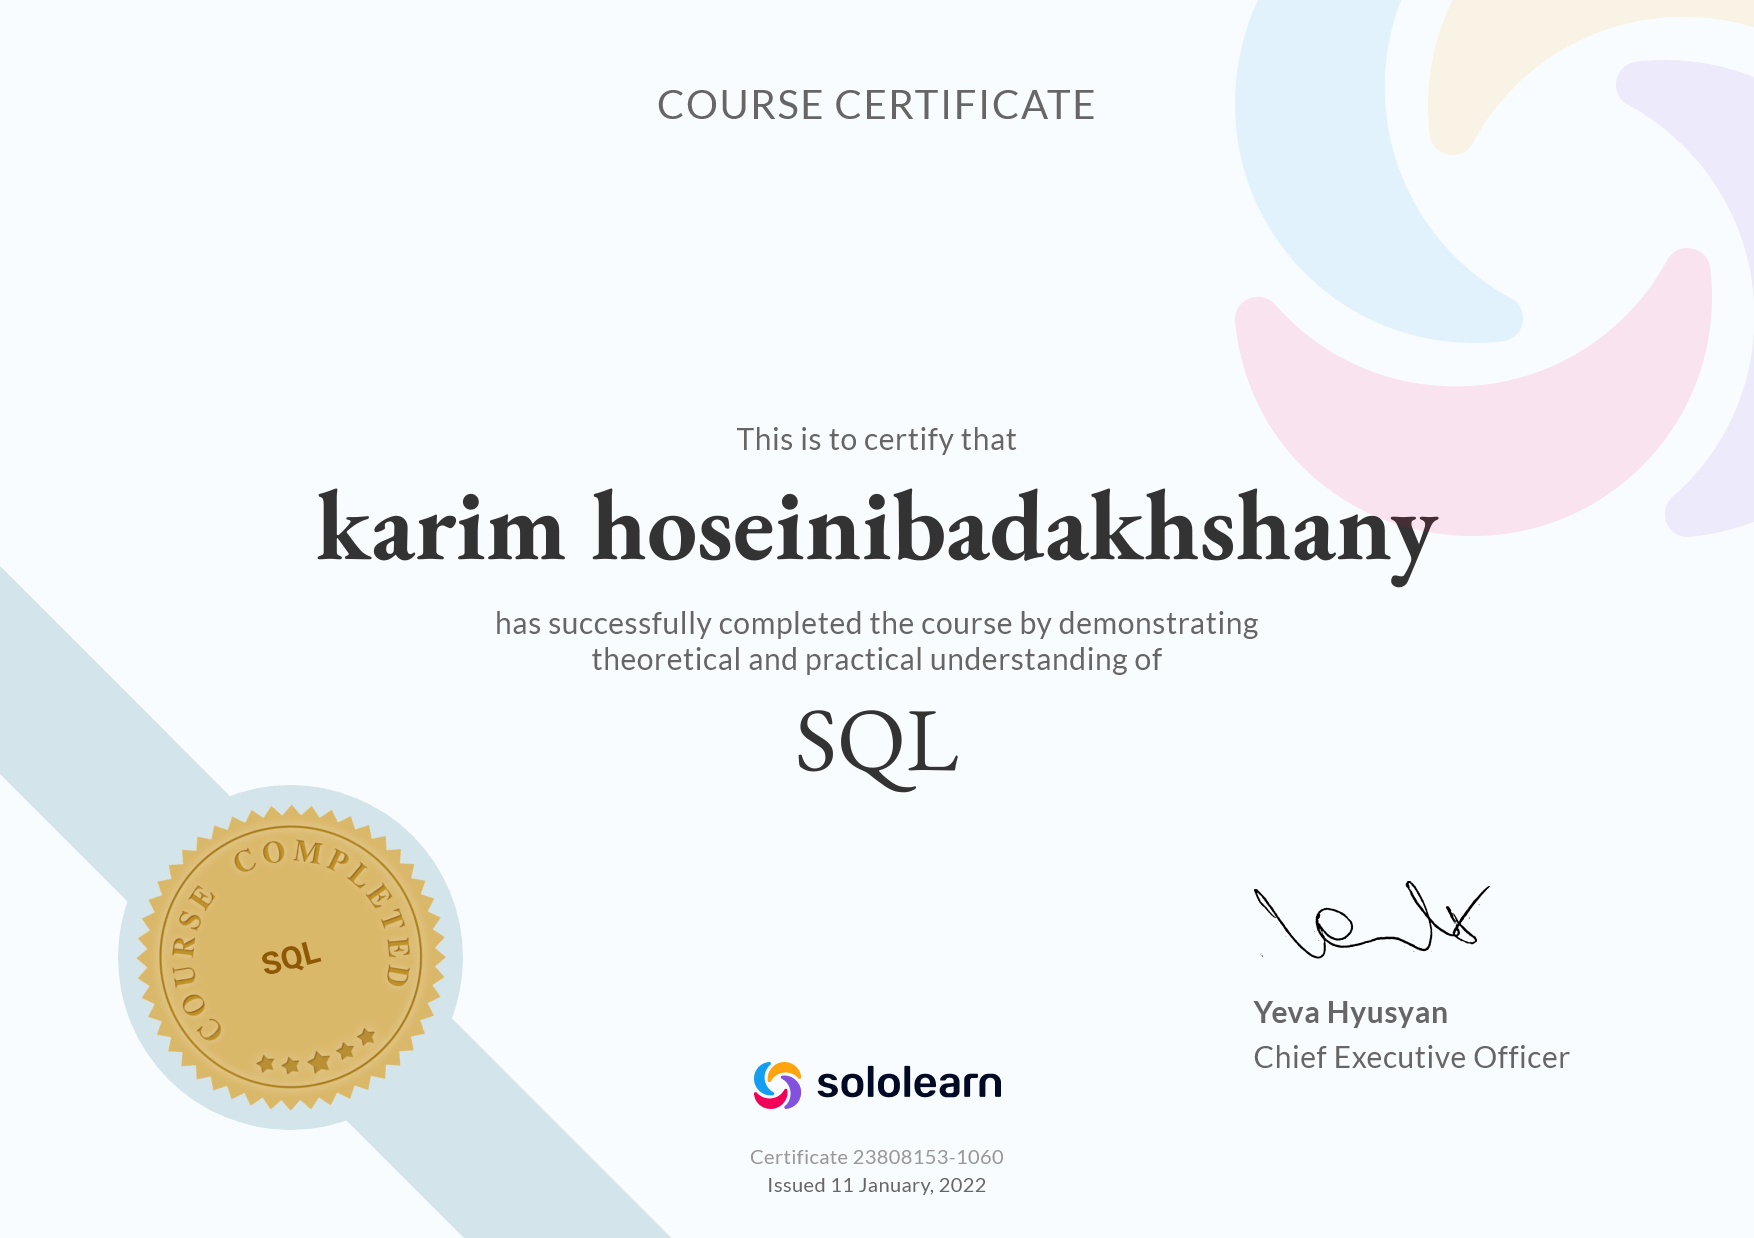 COURSE CERTIFICATE
This is to certify that
karim hoseinibadakhshany
has successfully completed the course by demonstrating
theoretical and practical understanding of
SQL
COURSE COMPLETED
SQL
Yeva Hyusyan
Chief Executive Officer
sololearn
Certificate 23808153-1060
Issued 11 January, 2022